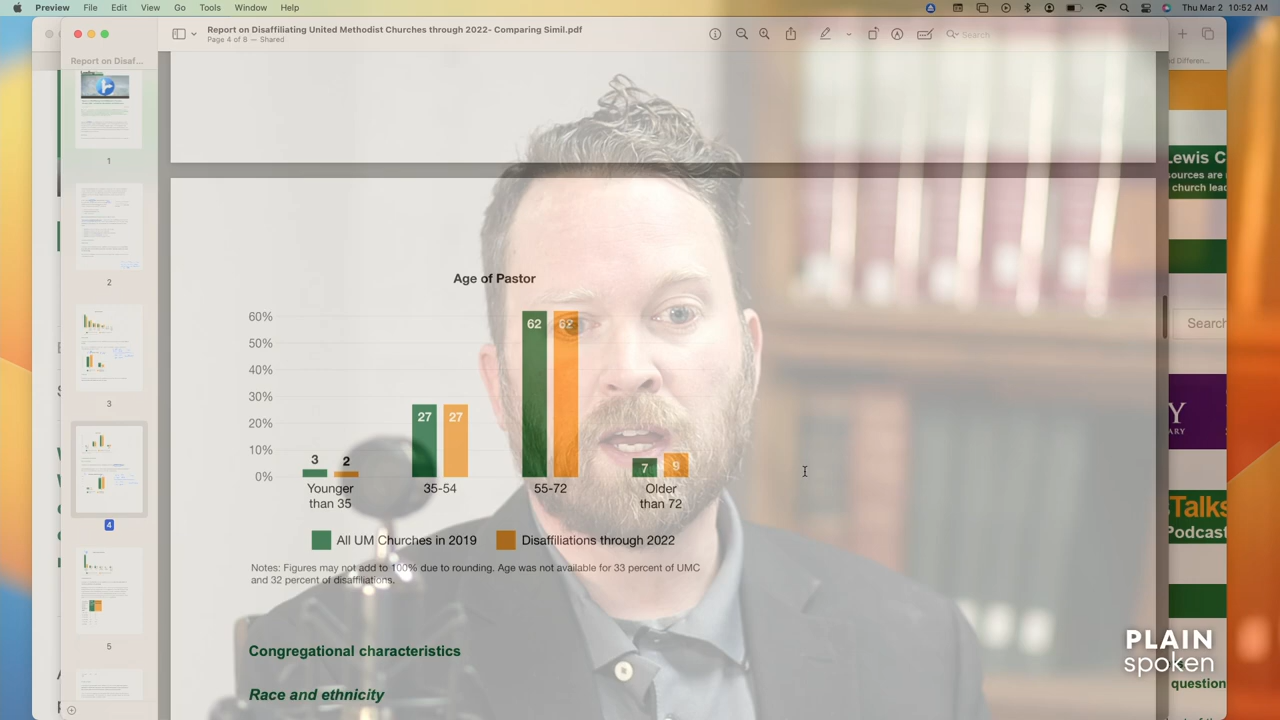 Preview File Edit View Go Tools Window Help
Thu Mar 2 10:52 AM
Report on Disaffiliating United Methodist Churches through 2022- Comparing Simil.pdf
Page 4 of 8 — Shared
Search
Report on Disaf...
1
2
3
4
5
Age of Pastor
60%
50%
40%
30%
20%
10%
0%
3
2
27
27
62
62
7
9
Younger than 35
35-54
55-72
Older than 72
All UM Churches in 2019
Disaffiliations through 2022
Notes: Figures may not add to 100% due to rounding. Age was not available for 33 percent of UMC
and 32 percent of disaffiliations.
Congregational characteristics
Race and ethnicity
d Differen...
Lewis C
sources are
church lead
Search
Y
ARY
Talks
Podcast
PLAIN
spoken
question